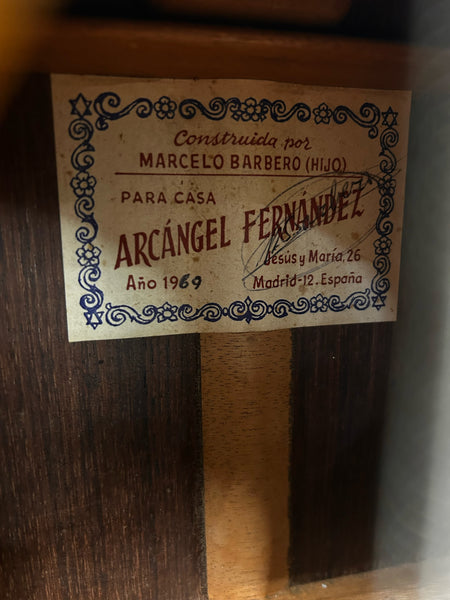 Construida por
MARCELO BARBERO (HIJO)
PARA CASA
ARCÁNGEL FERNÁNDEZ
Jesús y María, 26
Año 1969
Madrid-12. España